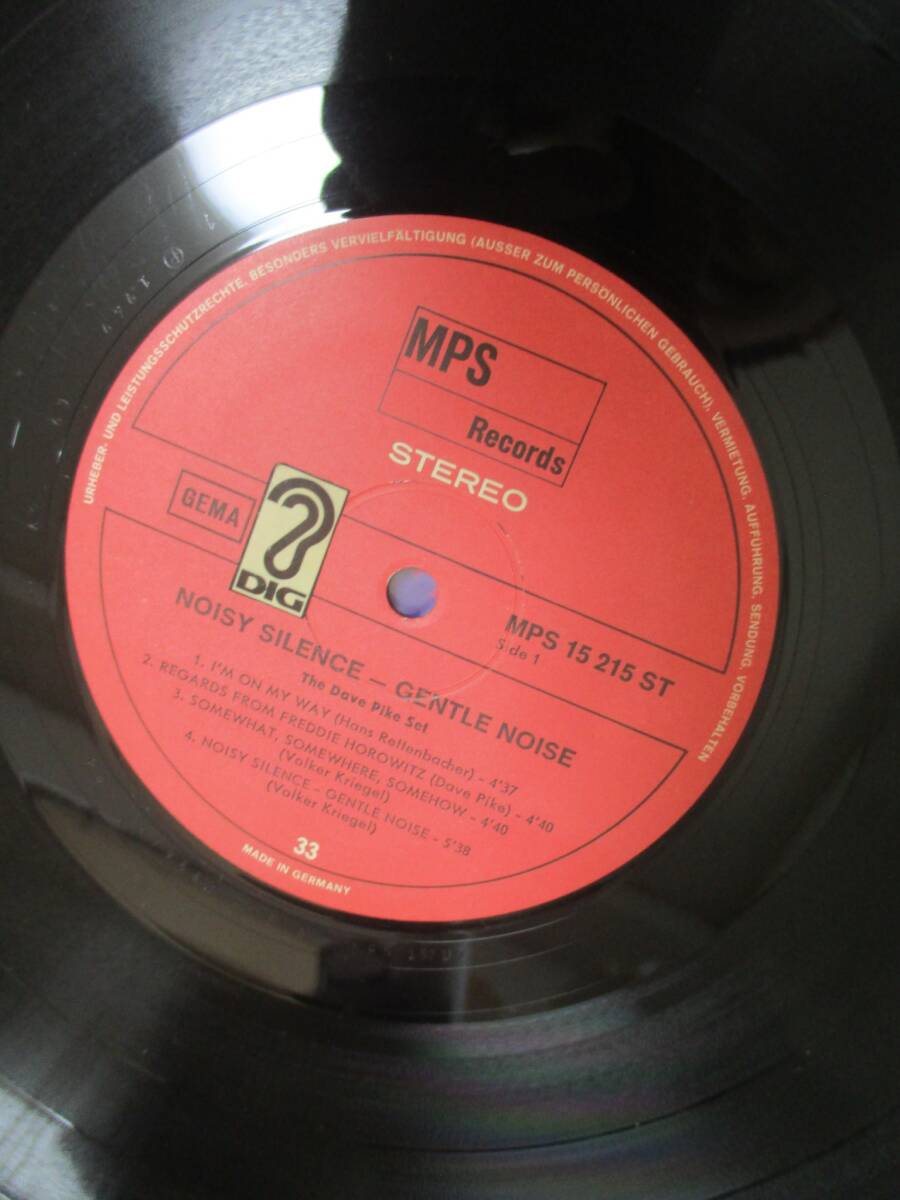 URHEBER- UND LEISTUNGSSCHUTZRECHTE, BESONDERS VERVIELFÄLTIGUNG (AUSSER ZUM PERSÖNLICHEN GEBRAUCH), VERMIETUNG, AUFFÜHRUNG, SENDUNG, VORBEHALTEN
MPS
Records
STEREO
GEMA
DIG
MPS 15 215 ST
Side 1
NOISY SILENCE – GENTLE NOISE
The Dave Pike Set
1. I'M ON MY WAY (Hans Rettenbacher) - 4'37
2. REGARDS FROM FREDDIE HOROWITZ (Dave Pike) - 4'40
3. SOMEWHAT, SOMEWHERE, SOMEHOW - 4'40
(Volker Kriegel)
4. NOISY SILENCE - GENTLE NOISE - 5'38
(Volker Kriegel)
33
MADE IN GERMANY
1969